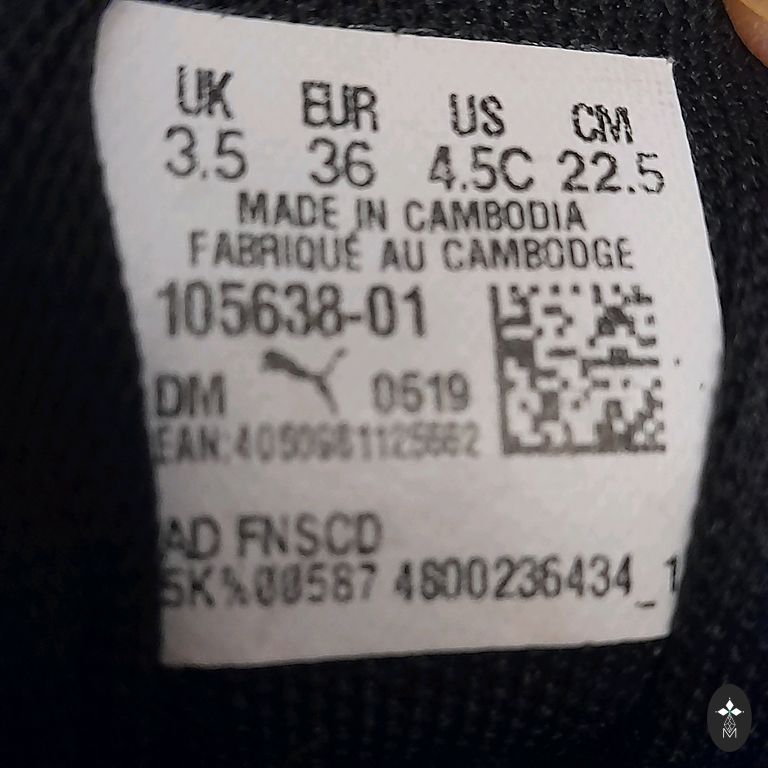 UK EUR US CM
3.5 36 4.5C 22.5
MADE IN CAMBODIA
FABRIQUÉ AU CAMBODGE
105638-01
DM 0519
AD FNSCD
4800236434_1
M